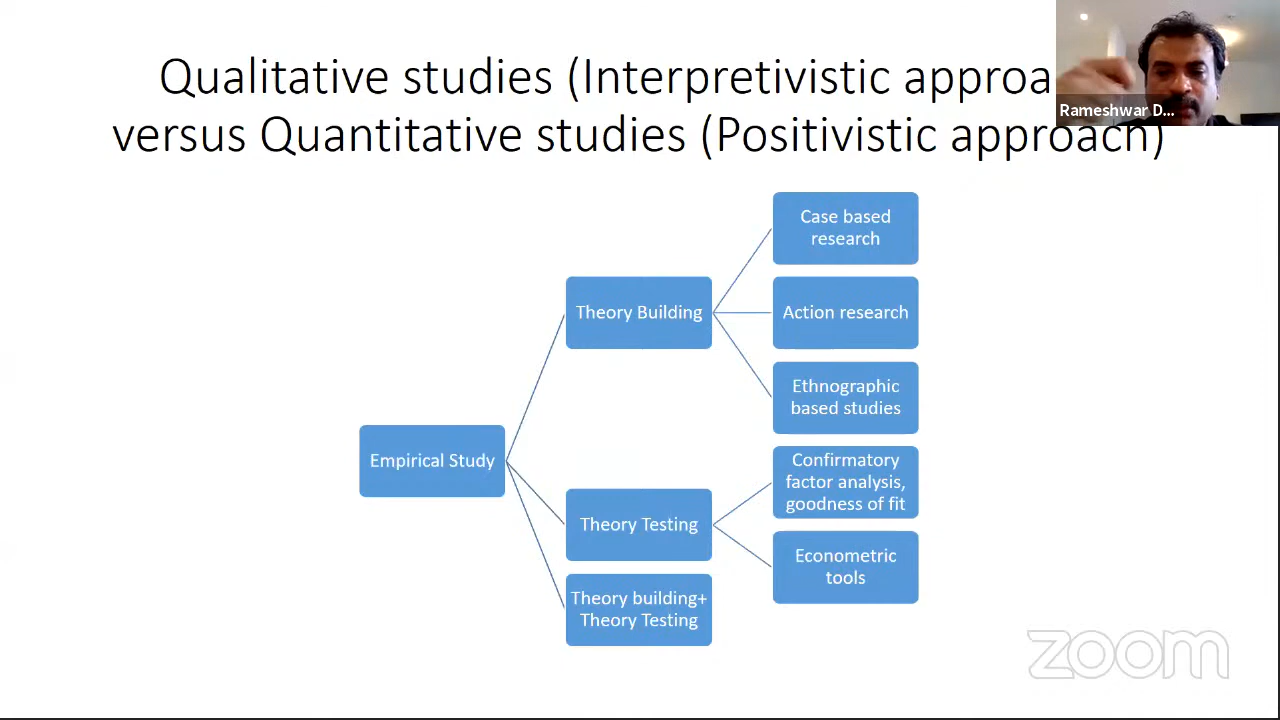 Qualitative studies (Interpretivistic approa
versus Quantitative studies (Positivistic approach)
Rameshwar D...
Case based
research
Theory Building
Action research
Ethnographic
based studies
Empirical Study
Confirmatory
factor analysis,
goodness of fit
Theory Testing
Econometric
tools
Theory building+
Theory Testing
zoom